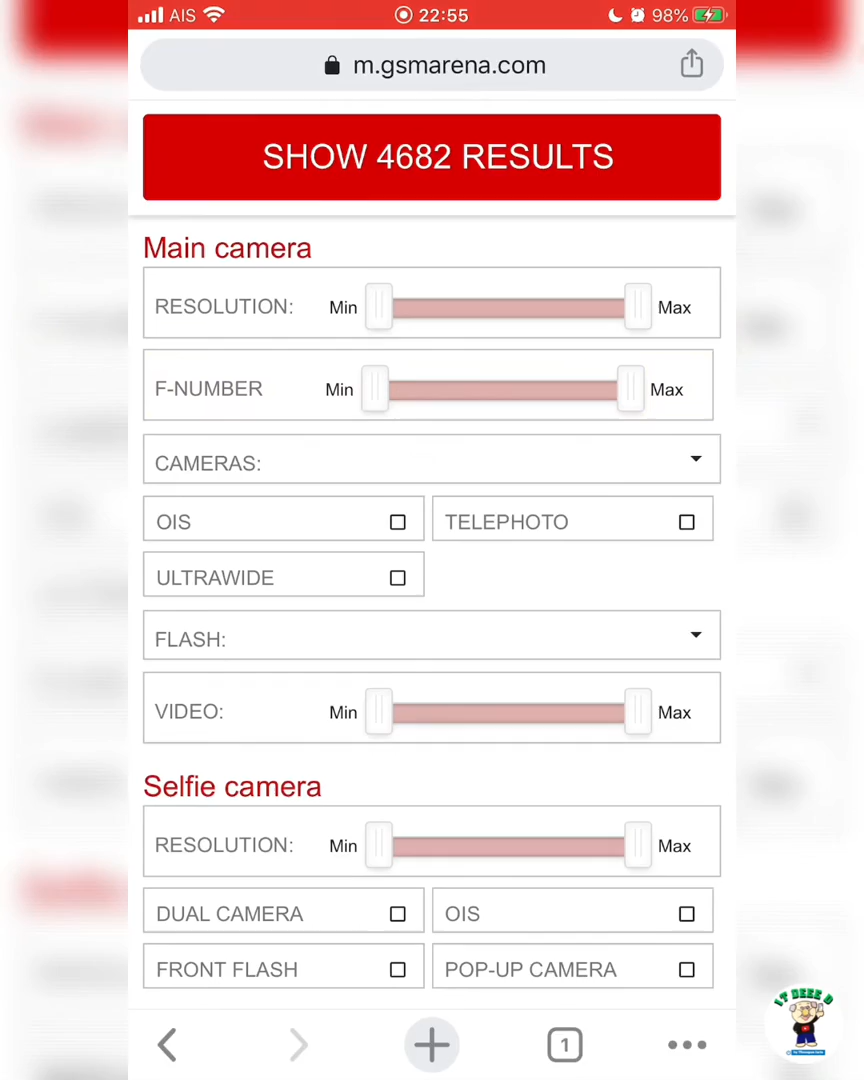 AIS 22:55 98%
m.gsmarena.com
SHOW 4682 RESULTS
Main camera
RESOLUTION: Min Max
F-NUMBER Min Max
CAMERAS:
OIS TELEPHOTO
ULTRAWIDE
FLASH:
VIDEO: Min Max
Selfie camera
RESOLUTION: Min Max
DUAL CAMERA OIS
FRONT FLASH POP-UP CAMERA
1
IT DEEE D